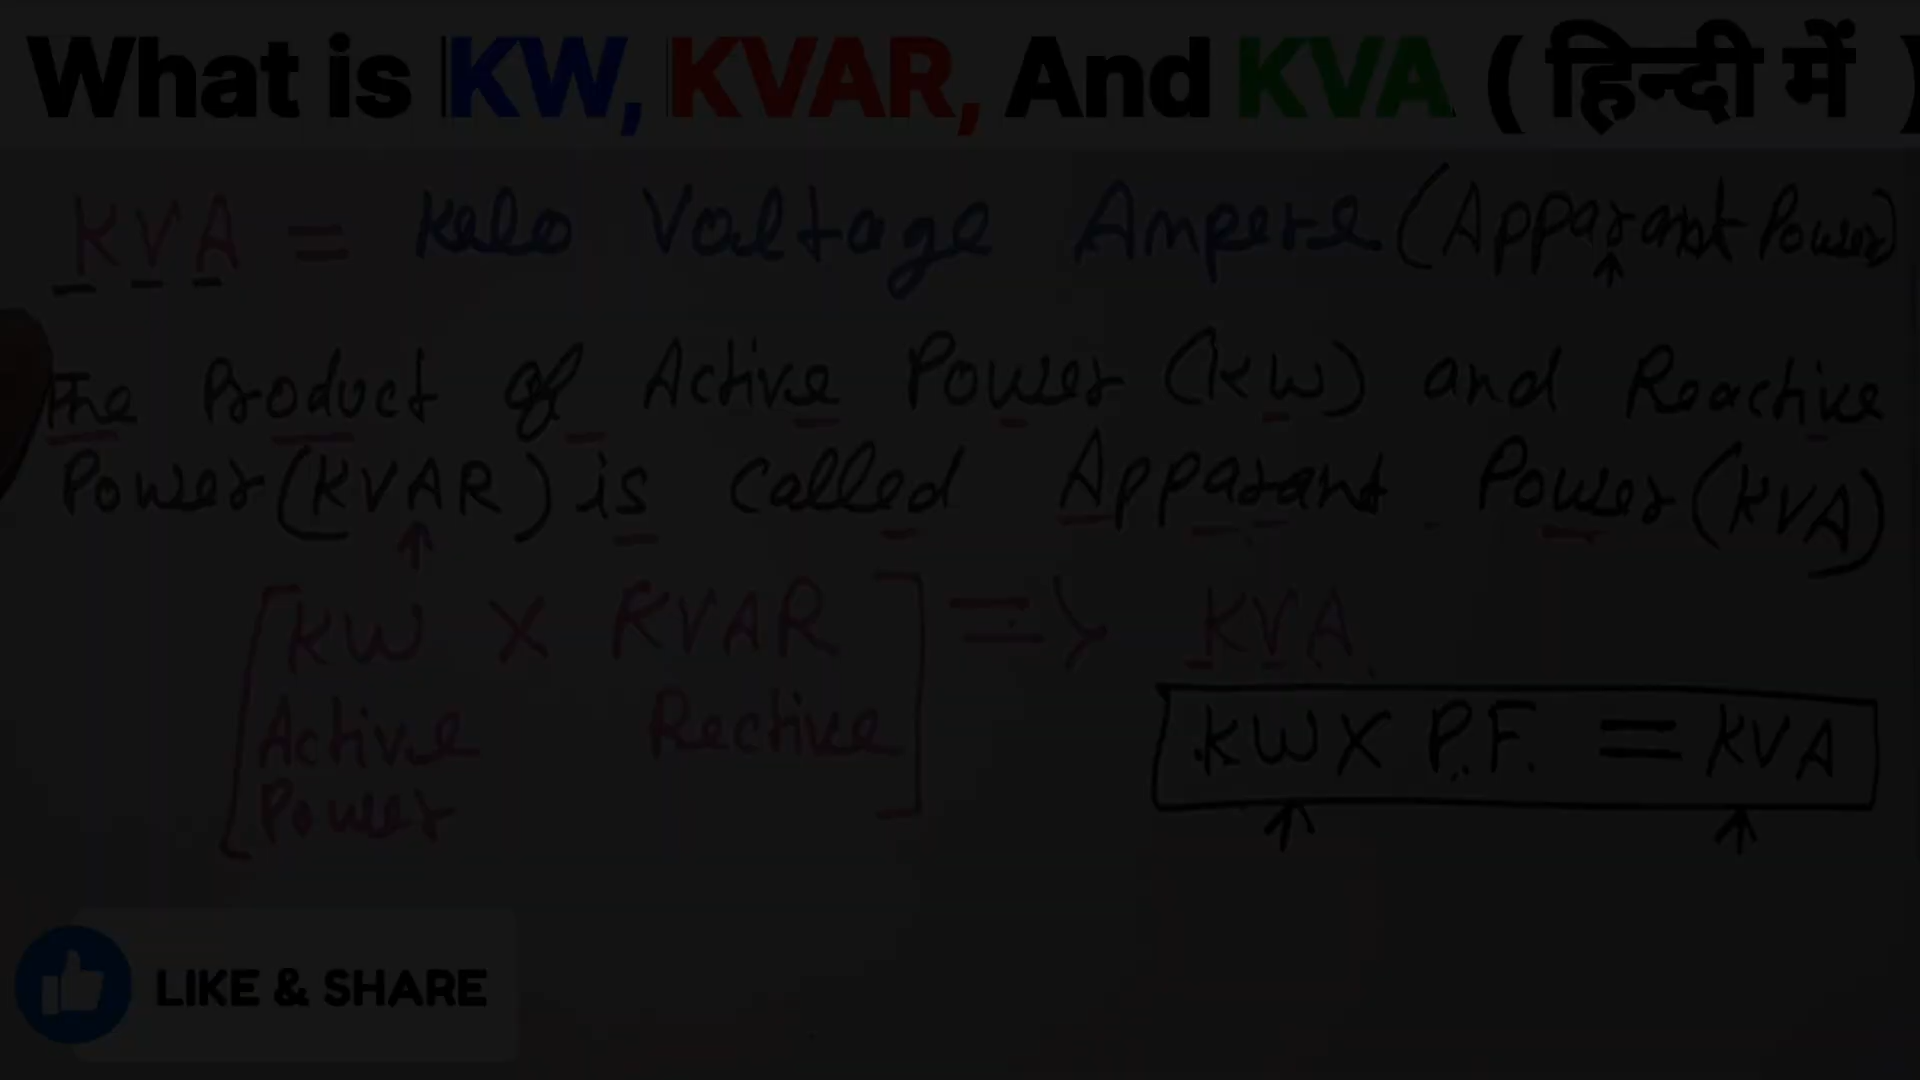 What is KW, KVAR, And KVA ( हिन्दी में )
KVA = Kelo Voltage Ampere (Apparant Power)
The Product of Active Power (KW) and Reactive
Power (KVAR) is called Apparant Power (KVA)
[KW X KVAR] => KVA
Active Rective
Power
KW X P.F. = KVA
LIKE & SHARE